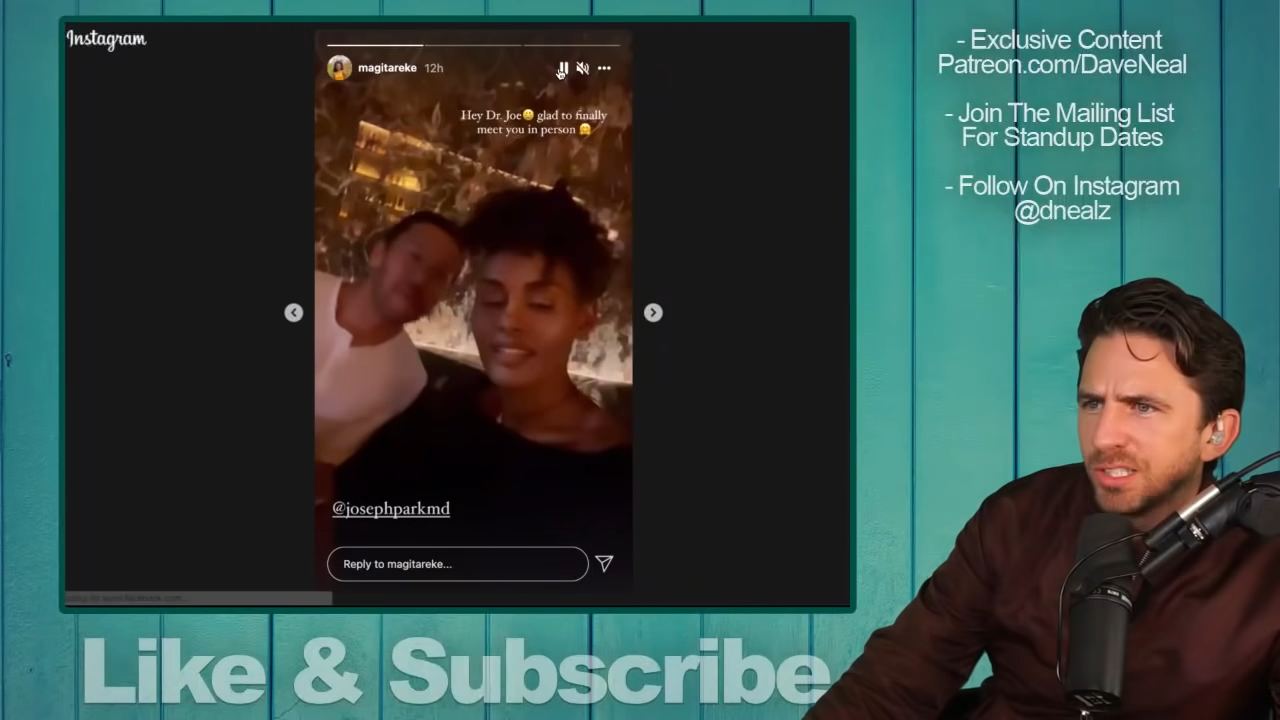 Instagram
magitareke 12h
Hey Dr. Joe😀 glad to finally
meet you in person 🤗
@josephparkmd
Reply to magitareke...
- Exclusive Content
Patreon.com/DaveNeal
- Join The Mailing List
For Standup Dates
- Follow On Instagram
@dnealz
Like & Subscribe